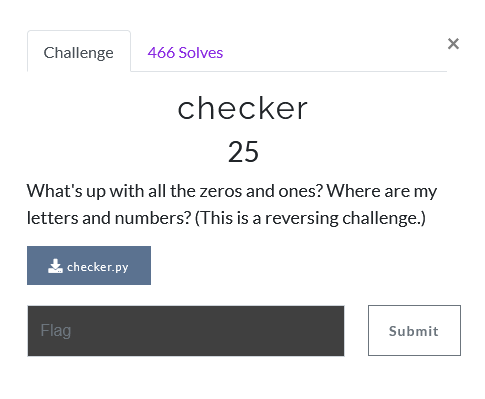 Challenge
466 Solves
×
checker
25
What's up with all the zeros and ones? Where are my
letters and numbers? (This is a reversing challenge.)
checker.py
Flag
Submit